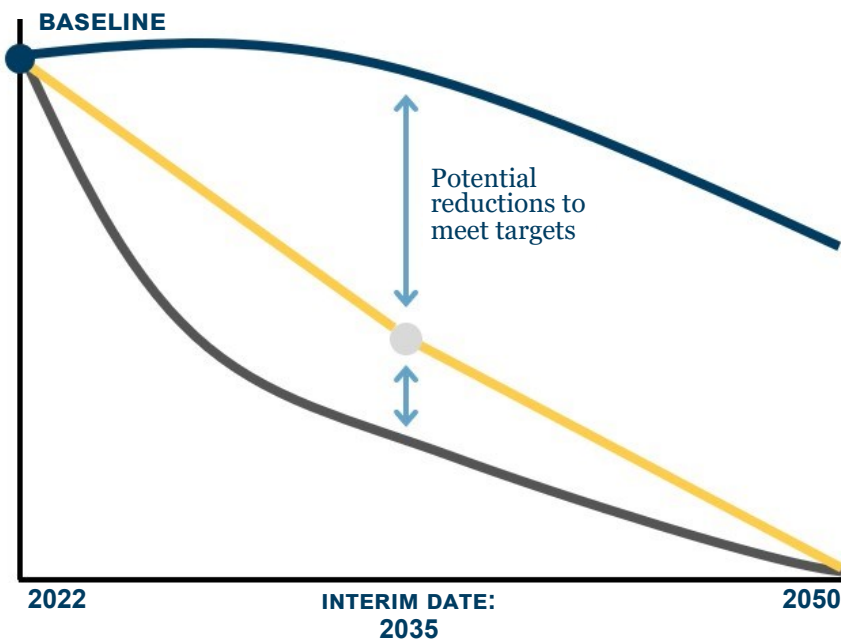 BASELINE
Potential
reductions to
meet targets
2022
INTERIM DATE:
2035
2050